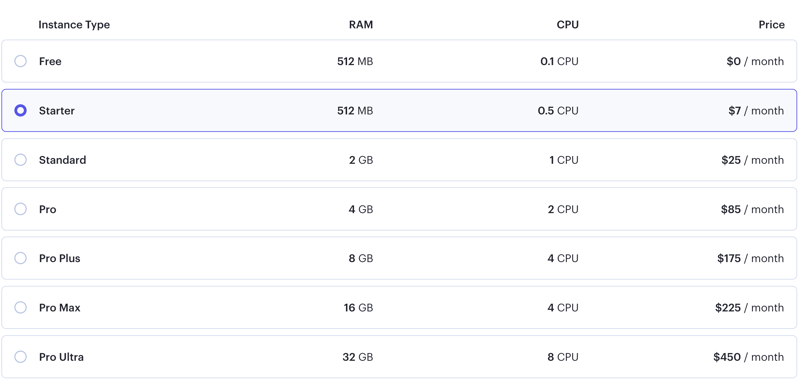 Instance Type RAM CPU Price
Free 512 MB 0.1 CPU $0 / month
Starter 512 MB 0.5 CPU $7 / month
Standard 2 GB 1 CPU $25 / month
Pro 4 GB 2 CPU $85 / month
Pro Plus 8 GB 4 CPU $175 / month
Pro Max 16 GB 4 CPU $225 / month
Pro Ultra 32 GB 8 CPU $450 / month